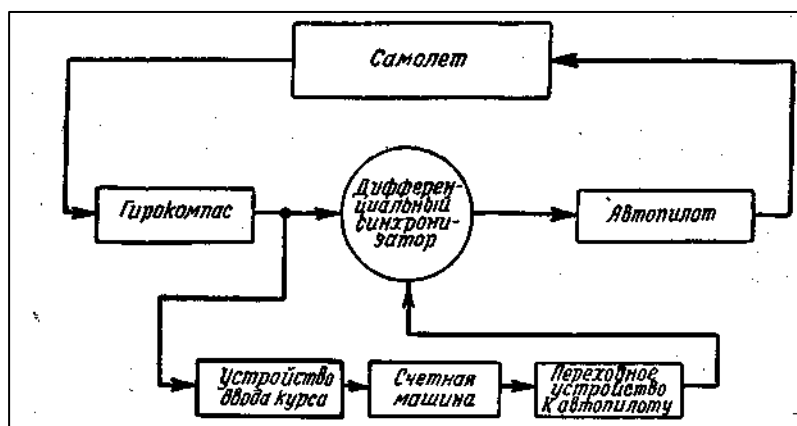 Самолет
Гирокомпас
Дифферен-
циальный
синхрони-
затор
Автопилот
Устройство
ввода курса
Счетная
машина
Переходное
устройство
К автопилоту